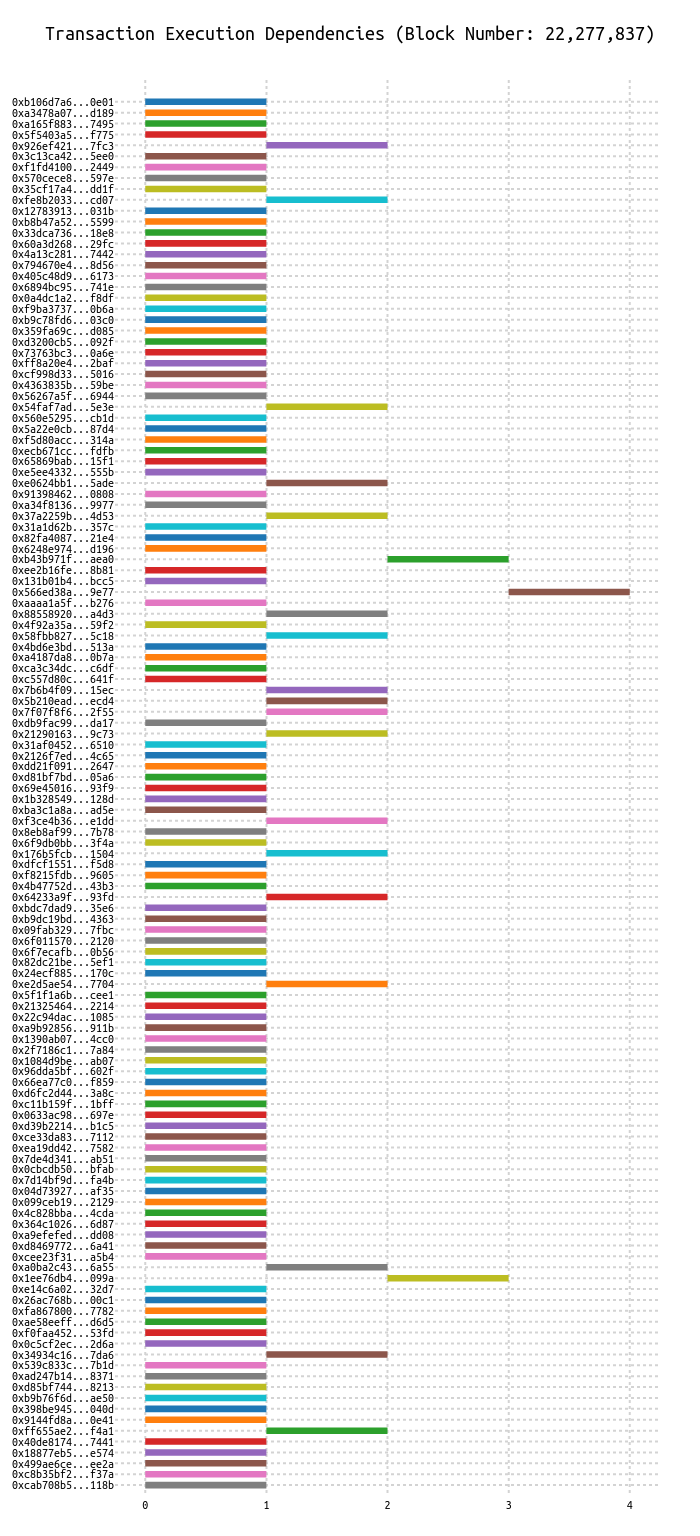 Transaction Execution Dependencies (Block Number: 22,277,837)
0xb106d7a6...0e01
0xa3478a07...d189
0xa165f883...7495
0x5f5403a5...f775
0x926ef421...7fc3
0x3c13ca42...5ee0
0xf1fd4100...2449
0x570cece8...597e
0x35cf17a4...dd1f
0xfe8b2033...cd07
0x12783913...031b
0xb8b47a52...5599
0x33dca736...18e8
0x60a3d268...29fc
0x4a13c281...7442
0x794670e4...8d56
0x405c48d9...6173
0x6894bc95...741e
0x0a4dc1a2...f8df
0xf9ba3737...0b6a
0xb9c78fd6...03c0
0x359fa69c...d085
0xd3200cb5...092f
0x73763bc3...0a6e
0xff8a20e4...2baf
0xcf998d33...5016
0x4363835b...59be
0x56267a5f...6944
0x54faf7ad...5e3e
0x560e5295...cb1d
0x5a22e0cb...87d4
0xf5d80acc...314a
0xecb671cc...fdfb
0x65869bab...15f1
0xe5ee4332...555b
0xe0624bb1...5ade
0x91398462...0808
0xa34f8136...9977
0x37a2259b...4d53
0x31a1d62b...357c
0x82fa4087...21e4
0x6248e974...d196
0xb43b971f...aea0
0xee2b16fe...8b81
0x131b01b4...bcc5
0x566ed38a...9e77
0xaaaa1a5f...b276
0x88558920...a4d3
0x4f92a35a...59f2
0x58fbb827...5c18
0x4bd6e3bd...513a
0xa4187da8...0b7a
0xca3c34dc...c6df
0xc557d80c...641f
0x7b6b4f09...15ec
0x5b210ead...ecd4
0x7f07f8f6...2f55
0xdb9fac99...da17
0x21290163...9c73
0x31af0452...6510
0x2126f7ed...4c65
0xdd21f091...2647
0xd81bf7bd...05a6
0x69e45016...93f9
0x1b328549...128d
0xba3c1a8a...ad5e
0xf3ce4b36...e1dd
0x8eb8af99...7b78
0x6f9db0bb...3f4a
0x176b5fcb...1504
0xdfcf1551...f5d8
0xf8215fdb...9605
0x4b47752d...43b3
0x64233a9f...93fd
0xbdc7dad9...35e6
0xb9dc19bd...4363
0x09fab329...7fbc
0x6f011570...2120
0x6f7ecafb...0b56
0x82dc21be...5ef1
0x24ecf885...170c
0xe2d5ae54...7704
0x5f1f1a6b...cee1
0x21325464...2214
0x22c94dac...1085
0xa9b92856...911b
0x1390ab07...4cc0
0x2f7186c1...7a84
0x1084d9be...ab07
0x96dda5bf...602f
0x66ea77c0...f859
0xd6fc2d44...3a8c
0xc11b159f...1bff
0x0633ac98...697e
0xd39b2214...b1c5
0xce33da83...7112
0xea19dd42...7582
0x7de4d341...ab51
0x0cbcdb50...bfab
0x7d14bf9d...fa4b
0x04d73927...af35
0x099ceb19...2129
0x4c828bba...4cda
0x364c1026...6d87
0xa9efefed...dd08
0xd8469772...6a41
0xcee23f31...a5b4
0xa0ba2c43...6a55
0x1ee76db4...099a
0xe14c6a02...32d7
0x26ac768b...00c1
0xfa867800...7782
0xae58eeff...d6d5
0xf0faa452...53fd
0x0c5cf2ec...2d6a
0x34934c16...7da6
0x539c833c...7b1d
0xad247b14...8371
0xd85bf744...8213
0xb9b76f6d...ae50
0x398be945...040d
0x9144fd8a...0e41
0xff655ae2...f4a1
0x40de8174...7441
0x18877eb5...e574
0x499ae6ce...ee2a
0xc8b35bf2...f37a
0xcab708b5...118b
0 1 2 3 4